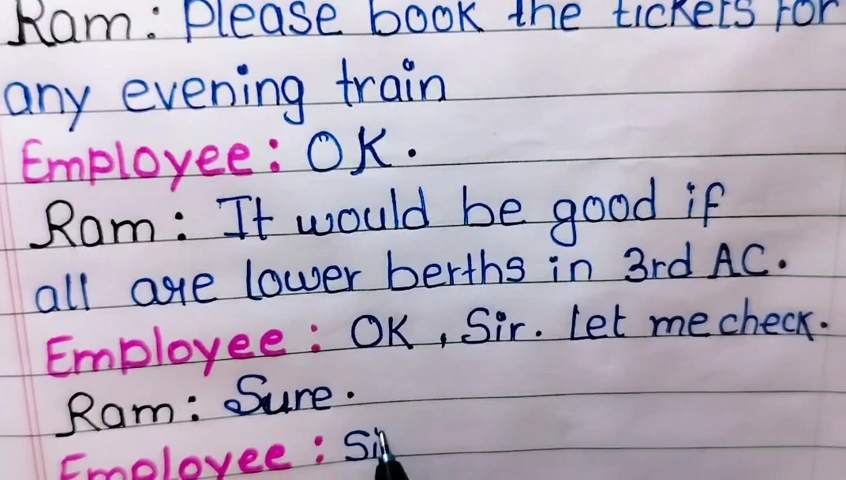 Ram: Please book the tickets for
any evening train
Employee: OK.
Ram: It would be good if
all are lower berths in 3rd AC.
Employee: OK, Sir. Let me check.
Ram: Sure.
Employee: Si